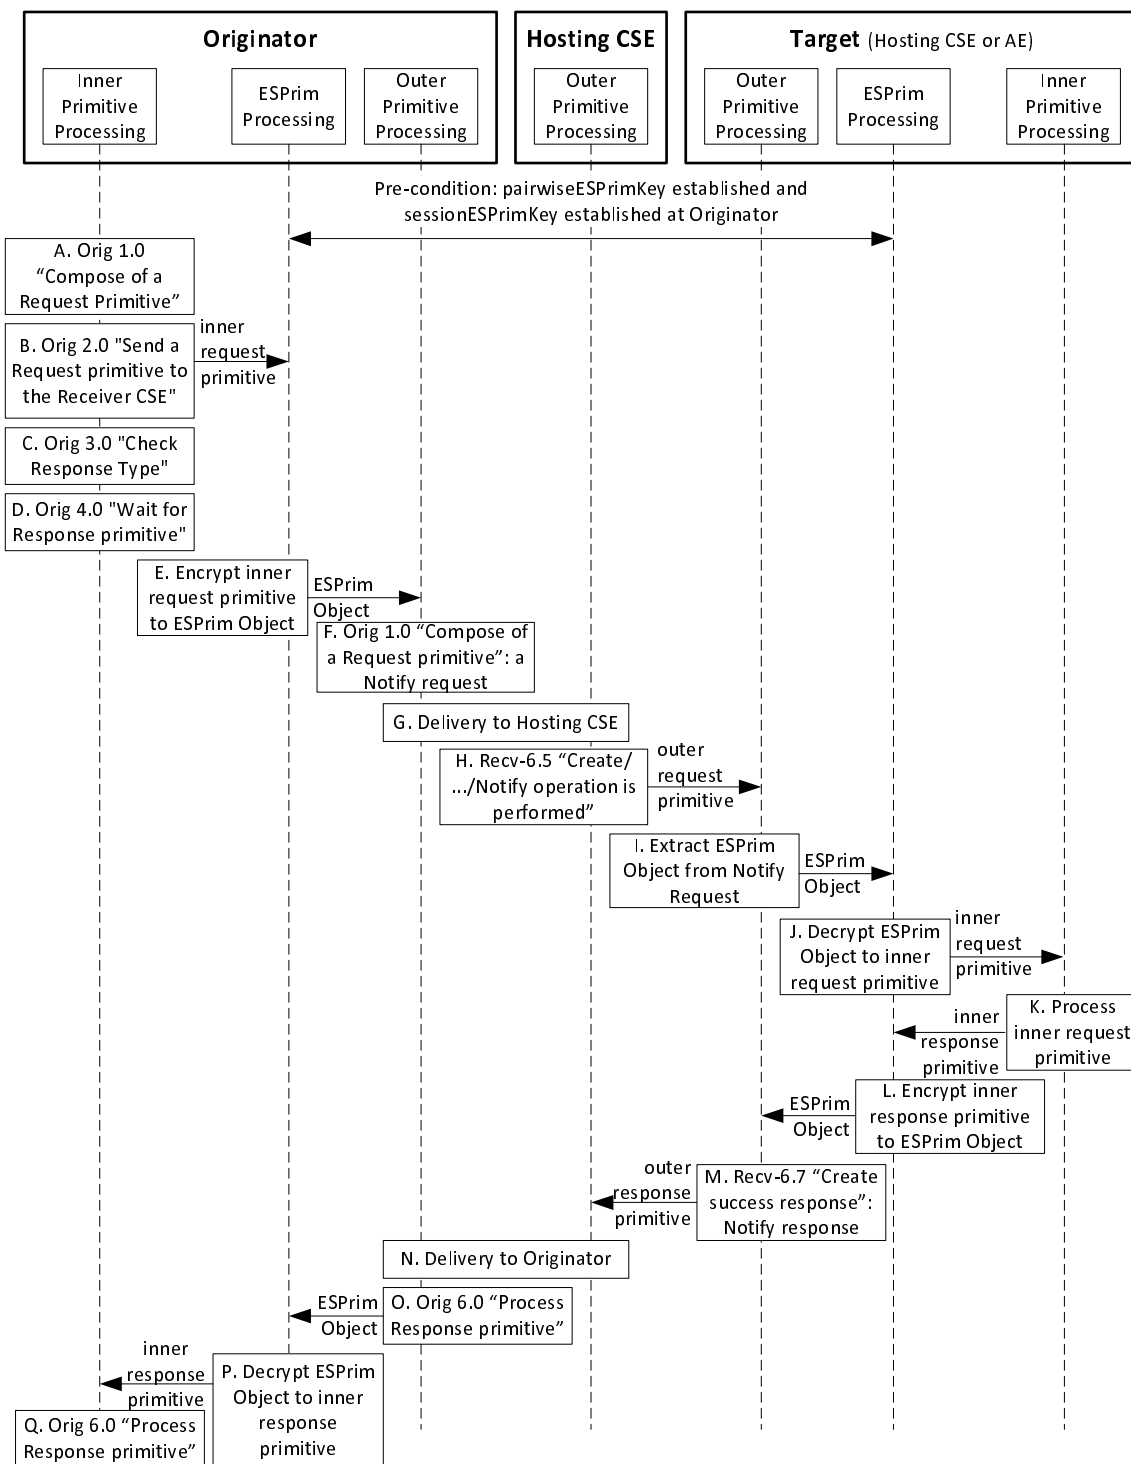 Originator
Hosting CSE
Target (Hosting CSE or AE)
Inner
Primitive
Processing
ESPrim
Processing
Outer
Primitive
Processing
Outer
Primitive
Processing
Outer
Primitive
Processing
ESPrim
Processing
Inner
Primitive
Processing
Pre-condition: pairwiseESPrimKey established and
sessionESPrimKey established at Originator
A. Orig 1.0
“Compose of a
Request Primitive”
B. Orig 2.0 "Send a
Request primitive to
the Receiver CSE"
inner
request
primitive
C. Orig 3.0 "Check
Response Type"
D. Orig 4.0 "Wait for
Response primitive"
E. Encrypt inner
request primitive
to ESPrim Object
ESPrim
Object
F. Orig 1.0 “Compose of
a Request primitive”: a
Notify request
G. Delivery to Hosting CSE
H. Recv-6.5 “Create/
.../Notify operation is
performed”
outer
request
primitive
I. Extract ESPrim
Object from Notify
Request
ESPrim
Object
J. Decrypt ESPrim
Object to inner
request primitive
inner
request
primitive
K. Process
inner request
primitive
inner
response
primitive
L. Encrypt inner
response primitive
to ESPrim Object
ESPrim
Object
M. Recv-6.7 “Create
success response”:
Notify response
outer
response
primitive
N. Delivery to Originator
O. Orig 6.0 “Process
Response primitive”
ESPrim
Object
P. Decrypt ESPrim
Object to inner
response
primitive
inner
response
primitive
Q. Orig 6.0 “Process
Response primitive”